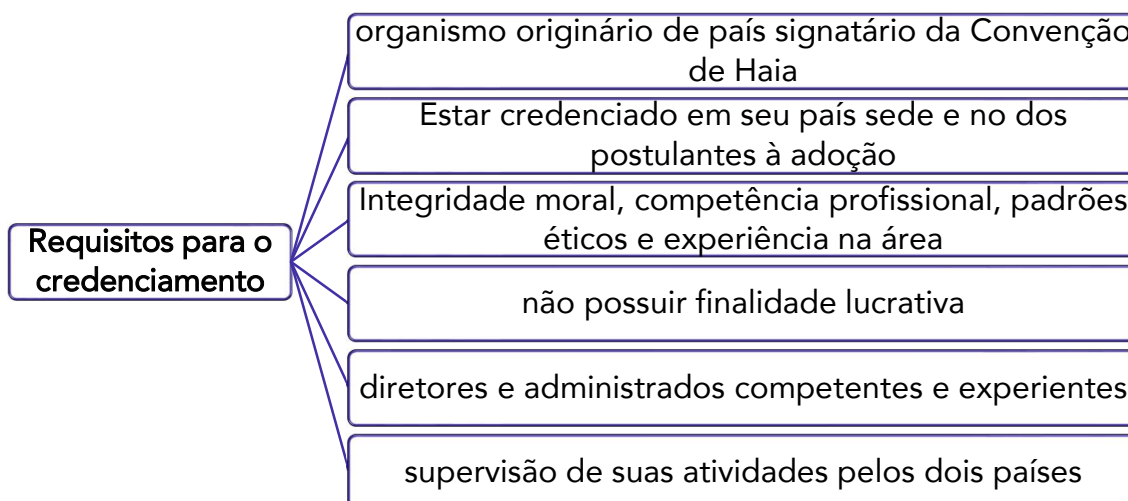 Requisitos para o
credenciamento
organismo originário de país signatário da Convenção
de Haia
Estar credenciado em seu país sede e no dos
postulantes à adoção
Integridade moral, competência profissional, padrões
éticos e experiência na área
não possuir finalidade lucrativa
diretores e administrados competentes e experientes
supervisão de suas atividades pelos dois países